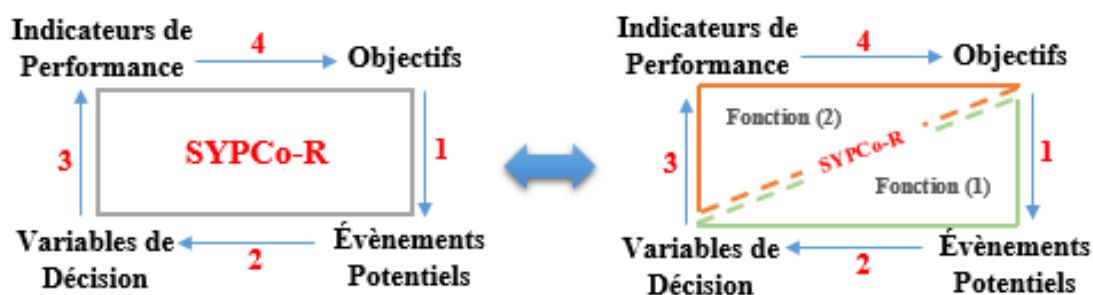 Indicateurs de
Performance
4
Objectifs
3
SYPCo-R
1
Variables de
Décision
2
Évènements
Potentiels
Indicateurs de
Performance
4
Objectifs
Fonction (2)
3
SYPCo-R
1
Fonction (1)
Variables de
Décision
2
Évènements
Potentiels